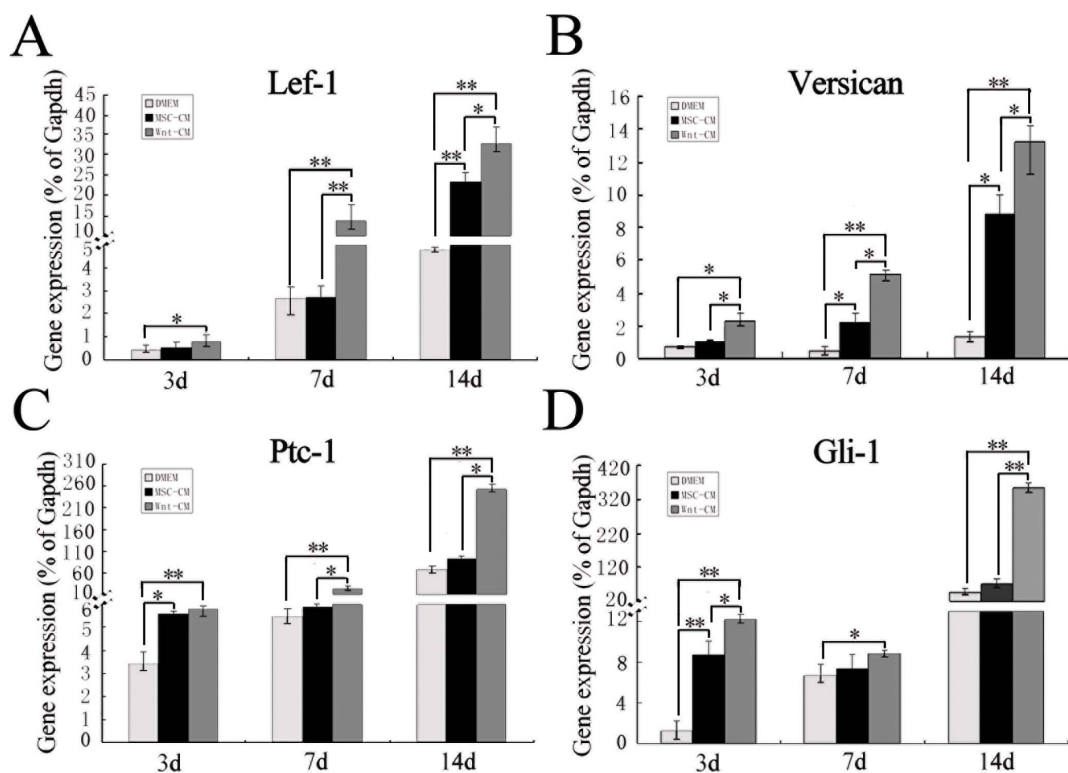 A
Lef-1
Gene expression (% of Gapdh)
45
40
35
30
25
20
15
10
5
4
3
2
1
0
DMEM
MSC-CM
Wnt-CM
*
**
**
**
**
*
3d
7d
14d
B
Versican
Gene expression (% of Gapdh)
16
14
12
10
8
6
4
2
0
DMEM
MSC-CM
Wnt-CM
*
*
**
*
*
**
*
*
3d
7d
14d
C
Ptc-1
Gene expression (% of Gapdh)
310
260
210
160
110
60
10
6
5
4
3
2
1
0
DMEM
MSC-CM
Wnt-CM
**
*
**
*
**
*
3d
7d
14d
D
Gli-1
Gene expression (% of Gapdh)
420
320
220
120
70
20
12
8
4
0
DMEM
MSC-CM
Wnt-CM
**
*
**
*
**
**
3d
7d
14d